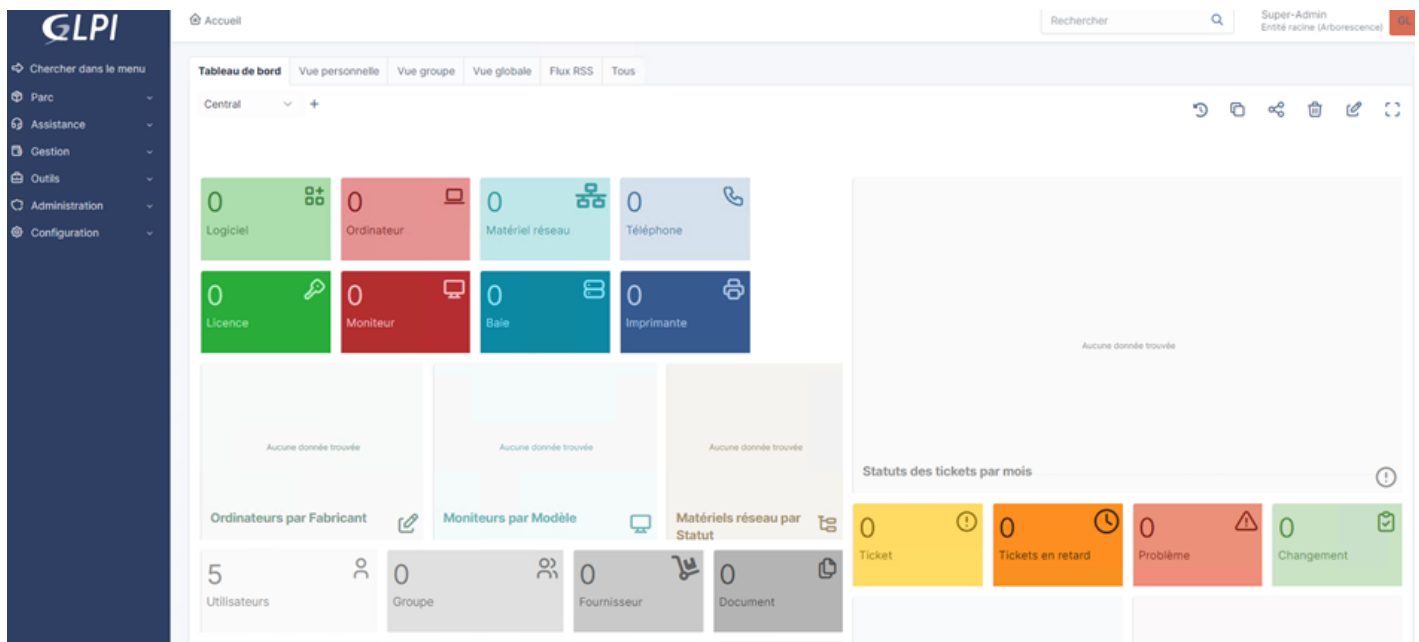 GLPI
Accueil
Rechercher
Super-Admin
Entité racine (Arborescence)
GL
Chercher dans le menu
Parc
Assistance
Gestion
Outils
Administration
Configuration
Tableau de bord
Vue personnelle
Vue groupe
Vue globale
Flux RSS
Tous
Central
0
Logiciel
0
Ordinateur
0
Matériel réseau
0
Téléphone
0
Licence
0
Moniteur
0
Baie
0
Imprimante
Aucune donnée trouvée
Ordinateurs par Fabricant
Aucune donnée trouvée
Moniteurs par Modèle
Aucune donnée trouvée
Matériels réseau par
Statut
Aucune donnée trouvée
Statuts des tickets par mois
0
Ticket
0
Tickets en retard
0
Problème
0
Changement
5
Utilisateurs
0
Groupe
0
Fournisseur
0
Document